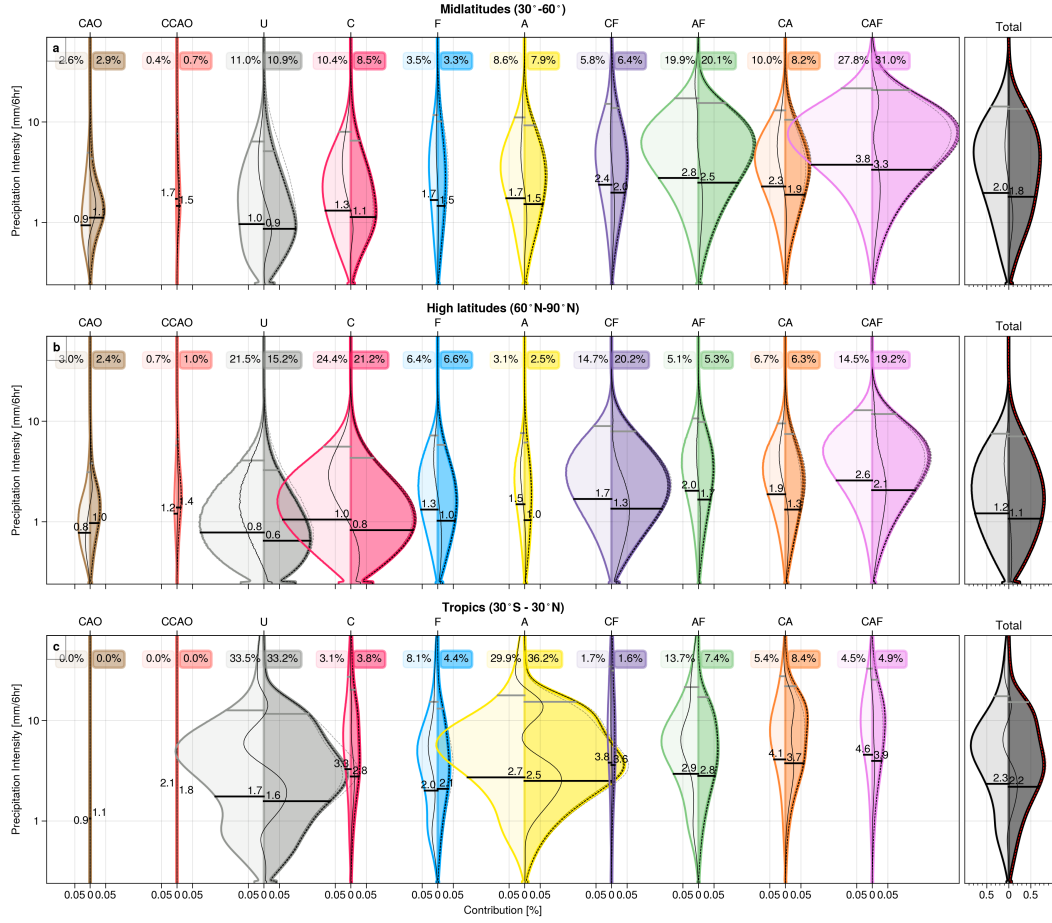 Midlatitudes (30°-60°)
CAO CCAO U C F A CF AF CA CAF Total
a
2.6% 2.9% 0.4% 0.7% 11.0% 10.9% 10.4% 8.5% 3.5% 3.3% 8.6% 7.9% 5.8% 6.4% 19.9% 20.1% 10.0% 8.2% 27.8% 31.0%
Precipitation Intensity [mm/6hr]
10
1
0.9 1.1 1.7 1.5 1.0 0.9 1.3 1.1 1.7 1.5 1.7 1.5 2.4 2.0 2.8 2.5 2.3 1.9 3.8 3.3 2.0 1.8
High latitudes (60°N-90°N)
CAO CCAO U C F A CF AF CA CAF Total
b
3.0% 2.4% 0.7% 1.0% 21.5% 15.2% 24.4% 21.2% 6.4% 6.6% 3.1% 2.5% 14.7% 20.2% 5.1% 5.3% 6.7% 6.3% 14.5% 19.2%
Precipitation Intensity [mm/6hr]
10
1
0.8 1.0 1.2 1.4 0.8 0.6 1.0 0.8 1.3 1.0 1.5 1.0 1.7 1.3 2.0 1.7 1.9 1.3 2.6 2.1 1.2 1.1
Tropics (30°S - 30°N)
CAO CCAO U C F A CF AF CA CAF Total
c
0.0% 0.0% 0.0% 0.0% 33.5% 33.2% 3.1% 3.8% 8.1% 4.4% 29.9% 36.2% 1.7% 1.6% 13.7% 7.4% 5.4% 8.4% 4.5% 4.9%
Precipitation Intensity [mm/6hr]
10
1
0.9 1.1 2.1 1.8 1.7 1.6 3.3 2.8 2.0 2.1 2.7 2.5 3.8 3.6 2.9 2.8 4.1 3.7 4.6 3.9 2.3 2.2
0.05 0.05 0.05 0.05 0.05 0.05 0.05 0.05 0.05 0.05 0.05 0.05 0.05 0.05 0.05 0.05 0.05 0.05 0.05 0.05 0.5 0 0.5
Contribution [%]